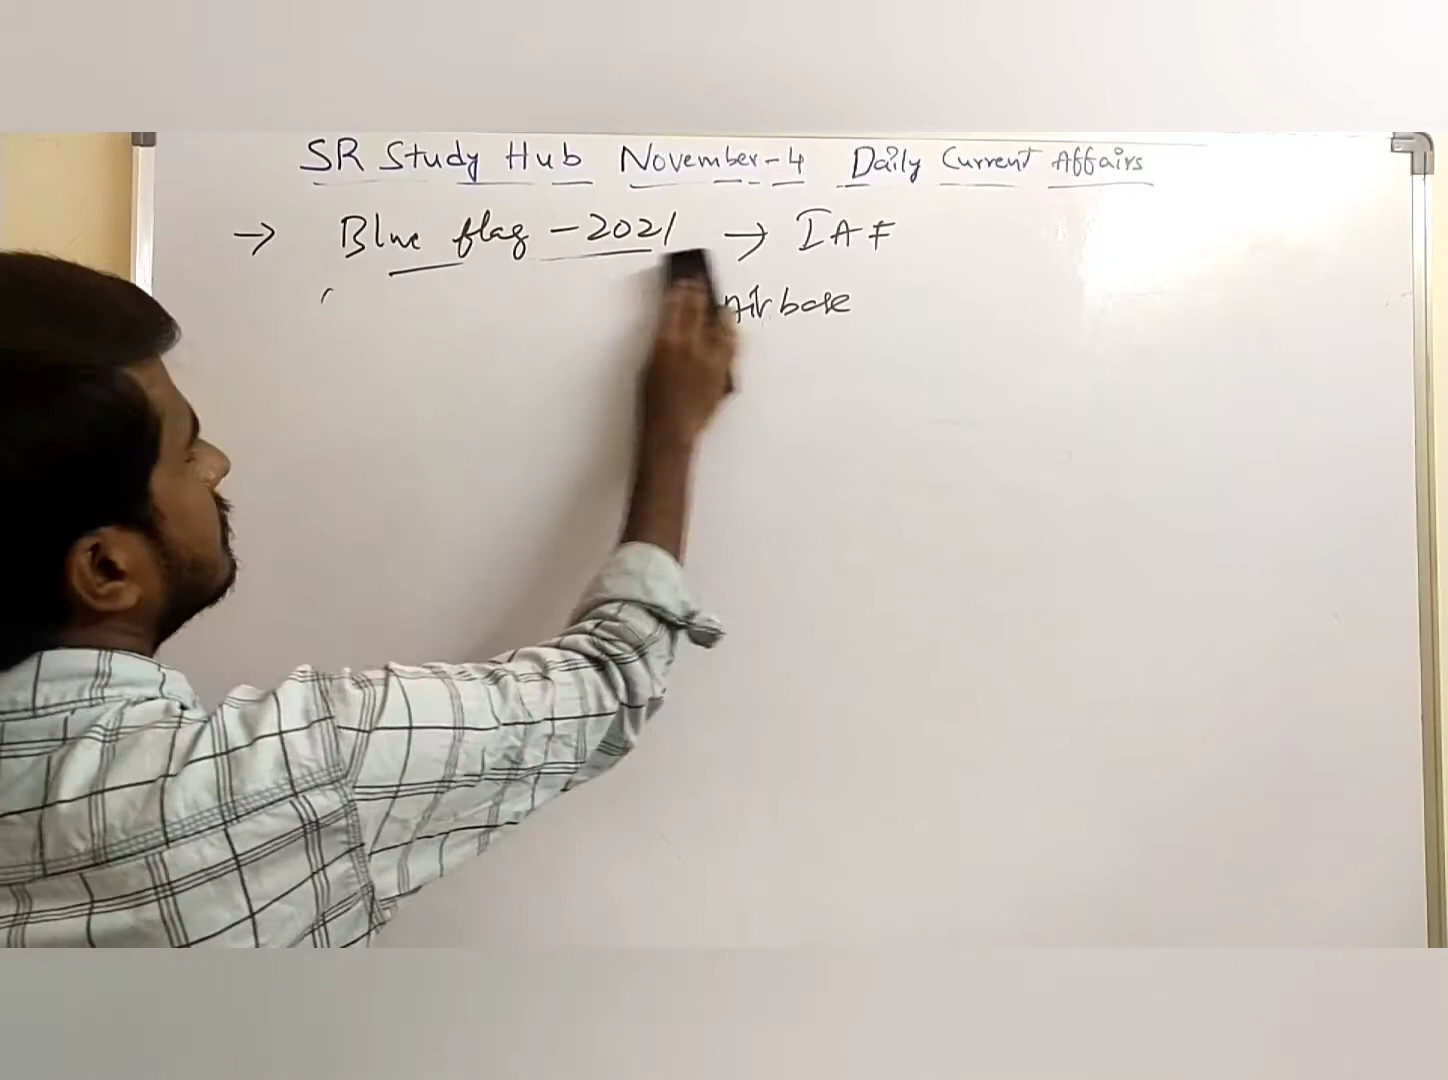 SR Study Hub November-4 Daily Current Affairs
→ Blue flag -2021 → IAF
Airbase